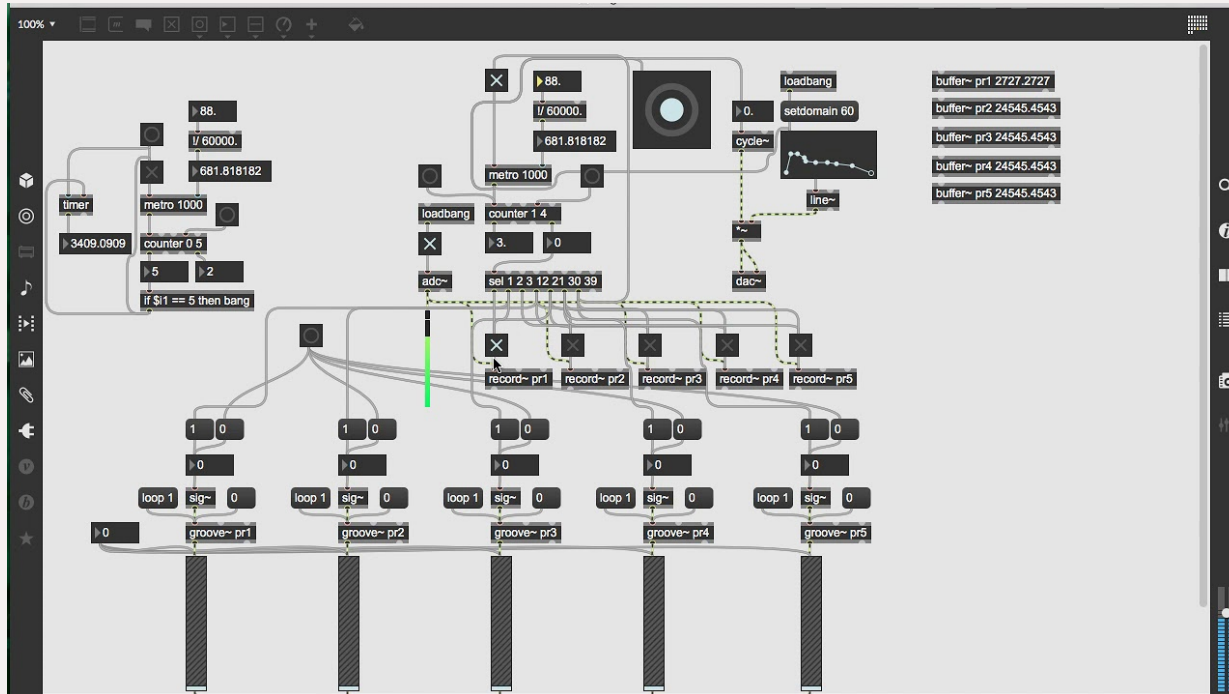 100%
88.
loadbang
buffer~ pr1 2727.2727
88.
!/ 60000.
0.
setdomain 60
buffer~ pr2 24545.4543
!/ 60000.
681.818182
cycle~
buffer~ pr3 24545.4543
681.818182
metro 1000
buffer~ pr4 24545.4543
timer
metro 1000
loadbang
counter 1 4
line~
buffer~ pr5 24545.4543
3409.0909
counter 0 5
3.
0
*~
5
2
adc~
sel 1 2 3 12 21 30 39
dac~
if $i1 == 5 then bang
record~ pr1
record~ pr2
record~ pr3
record~ pr4
record~ pr5
1 0
1 0
1 0
1 0
1 0
0
0
0
0
0
loop 1 sig~ 0
loop 1 sig~ 0
loop 1 sig~ 0
loop 1 sig~ 0
loop 1 sig~ 0
0
groove~ pr1
groove~ pr2
groove~ pr3
groove~ pr4
groove~ pr5